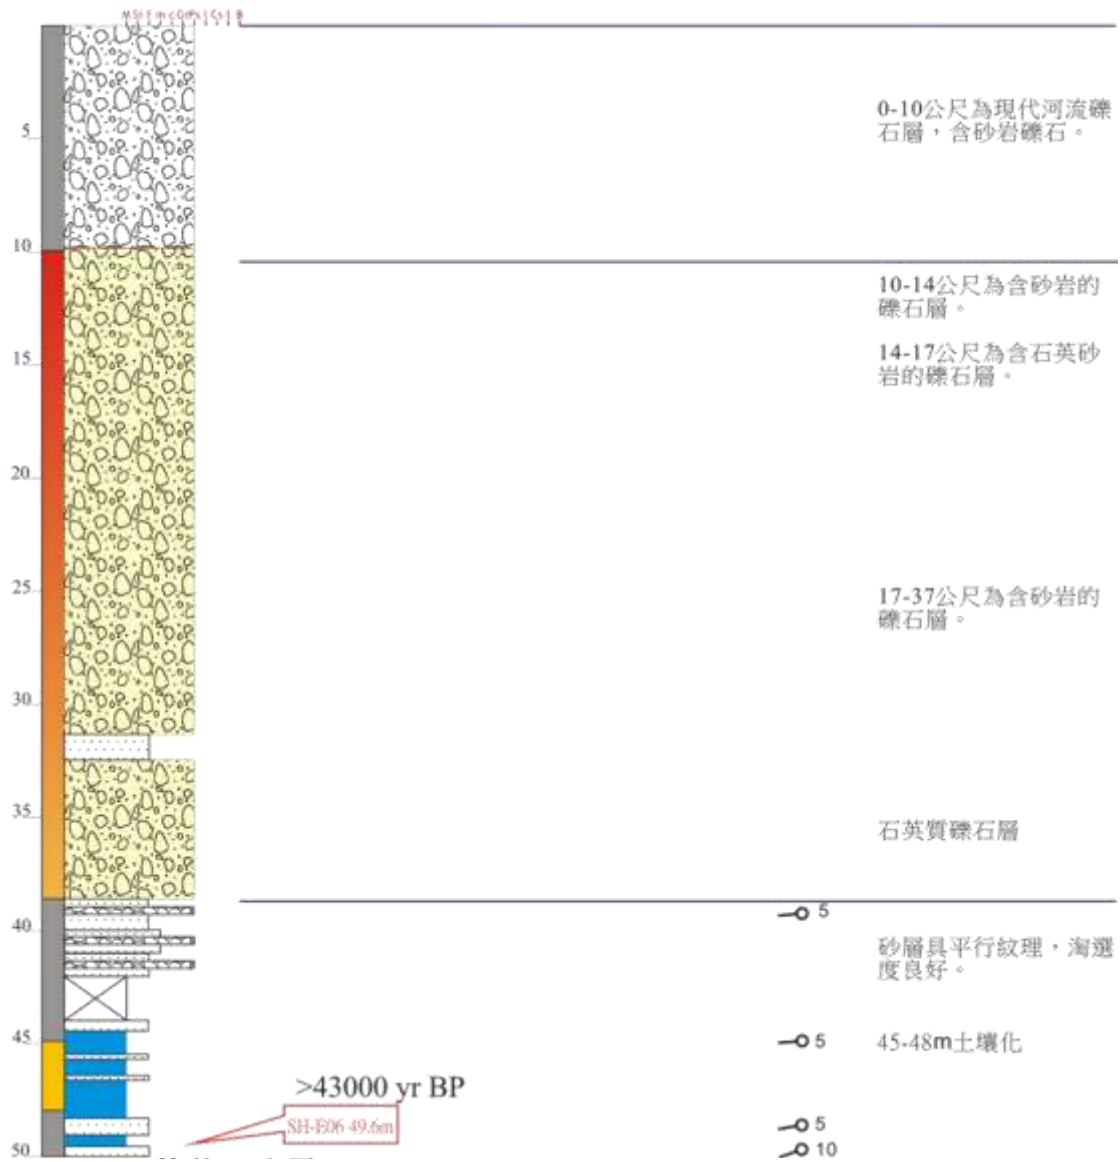 0-10公尺為現代河流礫
石層，含砂岩礫石。
5
10
10-14公尺為含砂岩的
礫石層。
14-17公尺為含石英砂
岩的礫石層。
15
20
25
17-37公尺為含砂岩的
礫石層。
30
35
石英質礫石層
5
40
砂層具平行紋理，淘選
度良好。
45
5
45-48m土壤化
>43000 yr BP
SH-E06 49.6m
5
50
10